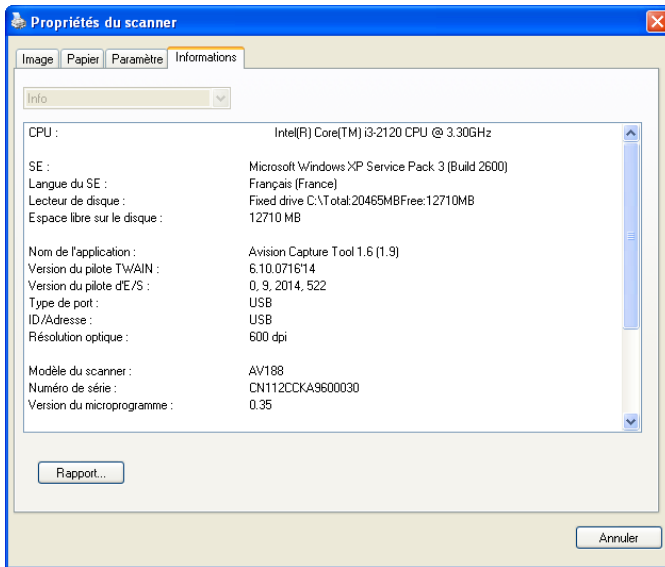 Propriétés du scanner
Image Papier Paramètre Informations
Info
CPU : Intel(R) Core(TM) i3-2120 CPU @ 3.30GHz
SE : Microsoft Windows XP Service Pack 3 (Build 2600)
Langue du SE : Français (France)
Lecteur de disque : Fixed drive C:\Total:20465MBFree:12710MB
Espace libre sur le disque : 12710 MB
Nom de l'application : Avision Capture Tool 1.6 (1.9)
Version du pilote TWAIN : 6.10.0716'14
Version du pilote d'E/S : 0, 9, 2014, 522
Type de port : USB
ID/Adresse : USB
Résolution optique : 600 dpi
Modèle du scanner : AV188
Numéro de série : CN112CCKA9600030
Version du microprogramme : 0.35
Rapport...
Annuler